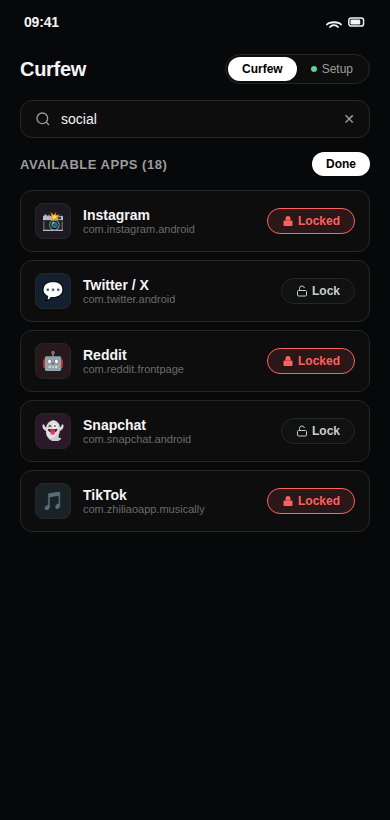 09:41
Curfew
Curfew
Setup
social
AVAILABLE APPS (18)
Done
Instagram
com.instagram.android
Locked
Twitter / X
com.twitter.android
Lock
Reddit
com.reddit.frontpage
Locked
Snapchat
com.snapchat.android
Lock
TikTok
com.zhiliaoapp.musically
Locked